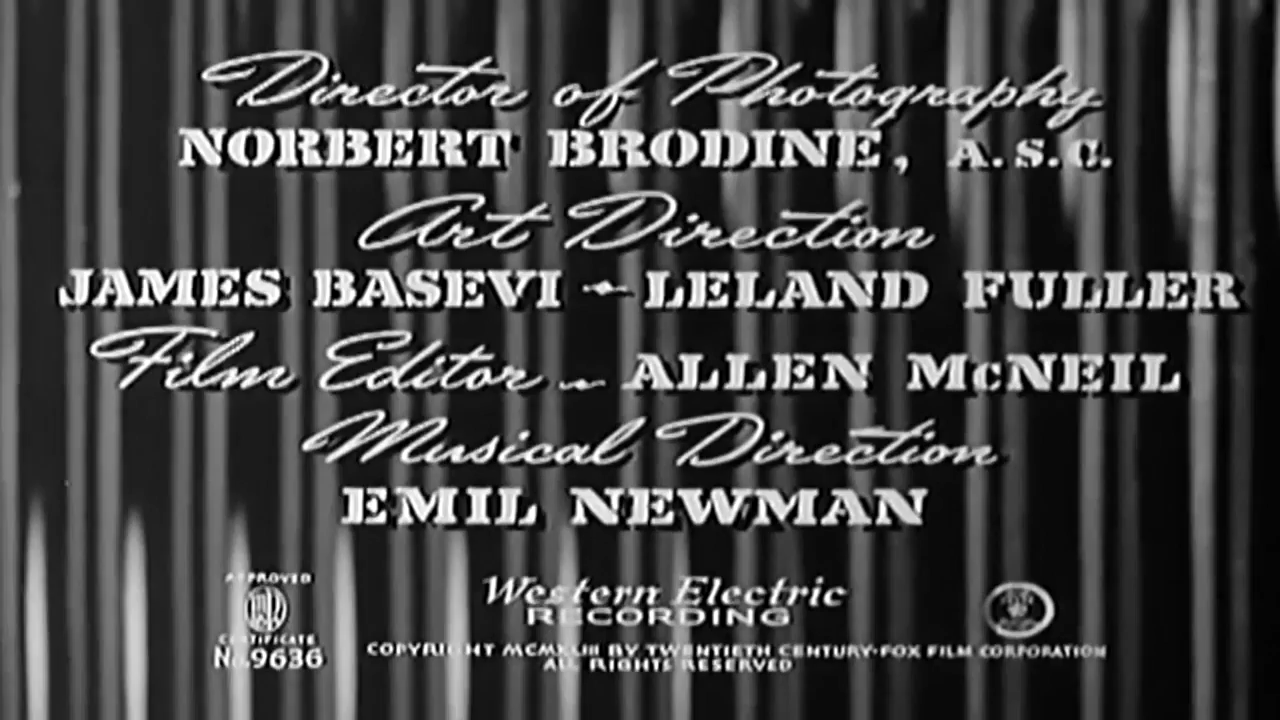 Director of Photography
NORBERT BRODINE, A.S.C.
Art Direction
JAMES BASEVI - LELAND FULLER
Film Editor - ALLEN McNEIL
Musical Direction
EMIL NEWMAN
APPROVED
CERTIFICATE
No. 9636
Western Electric
RECORDING
COPYRIGHT MCMXLIII BY TWENTIETH CENTURY-FOX FILM CORPORATION
ALL RIGHTS RESERVED